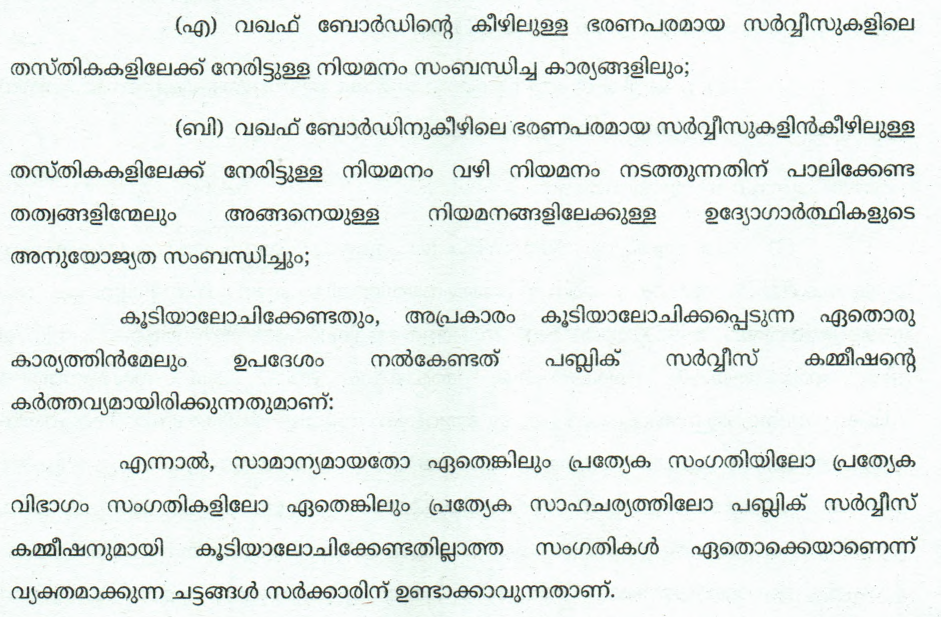 (എ) വഖഫ് ബോർഡിന്റെ കീഴിലുള്ള ഭരണപരമായ സർവ്വീസുകളിലെ
തസ്തികകളിലേക്ക് നേരിട്ടുള്ള നിയമനം സംബന്ധിച്ച കാര്യങ്ങളിലും;
(ബി) വഖഫ് ബോർഡിനുകീഴിലെ ഭരണപരമായ സർവ്വീസുകളിൻകീഴിലുള്ള
തസ്തികകളിലേക്ക് നേരിട്ടുള്ള നിയമനം വഴി നിയമനം നടത്തുന്നതിന് പാലിക്കേണ്ട
തത്വങ്ങളിന്മേലും അങ്ങനെയുള്ള നിയമനങ്ങളിലേക്കുള്ള ഉദ്യോഗാർത്ഥികളുടെ
അനുയോജ്യത സംബന്ധിച്ചും;
കൂടിയാലോചിക്കേണ്ടതും, അപ്രകാരം കൂടിയാലോചിക്കപ്പെടുന്ന ഏതൊരു
കാര്യത്തിൻമേലും ഉപദേശം നൽകേണ്ടത് പബ്ലിക് സർവ്വീസ് കമ്മീഷന്റെ
കർത്തവ്യമായിരിക്കുന്നതുമാണ്:
എന്നാൽ, സാമാന്യമായതോ ഏതെങ്കിലും പ്രത്യേക സംഗതിയിലോ പ്രത്യേക
വിഭാഗം സംഗതികളിലോ ഏതെങ്കിലും പ്രത്യേക സാഹചര്യത്തിലോ പബ്ലിക് സർവ്വീസ്
കമ്മീഷനുമായി കൂടിയാലോചിക്കേണ്ടതില്ലാത്ത സംഗതികൾ ഏതൊക്കെയാണെന്ന്
വ്യക്തമാക്കുന്ന ചട്ടങ്ങൾ സർക്കാരിന് ഉണ്ടാക്കാവുന്നതാണ്.